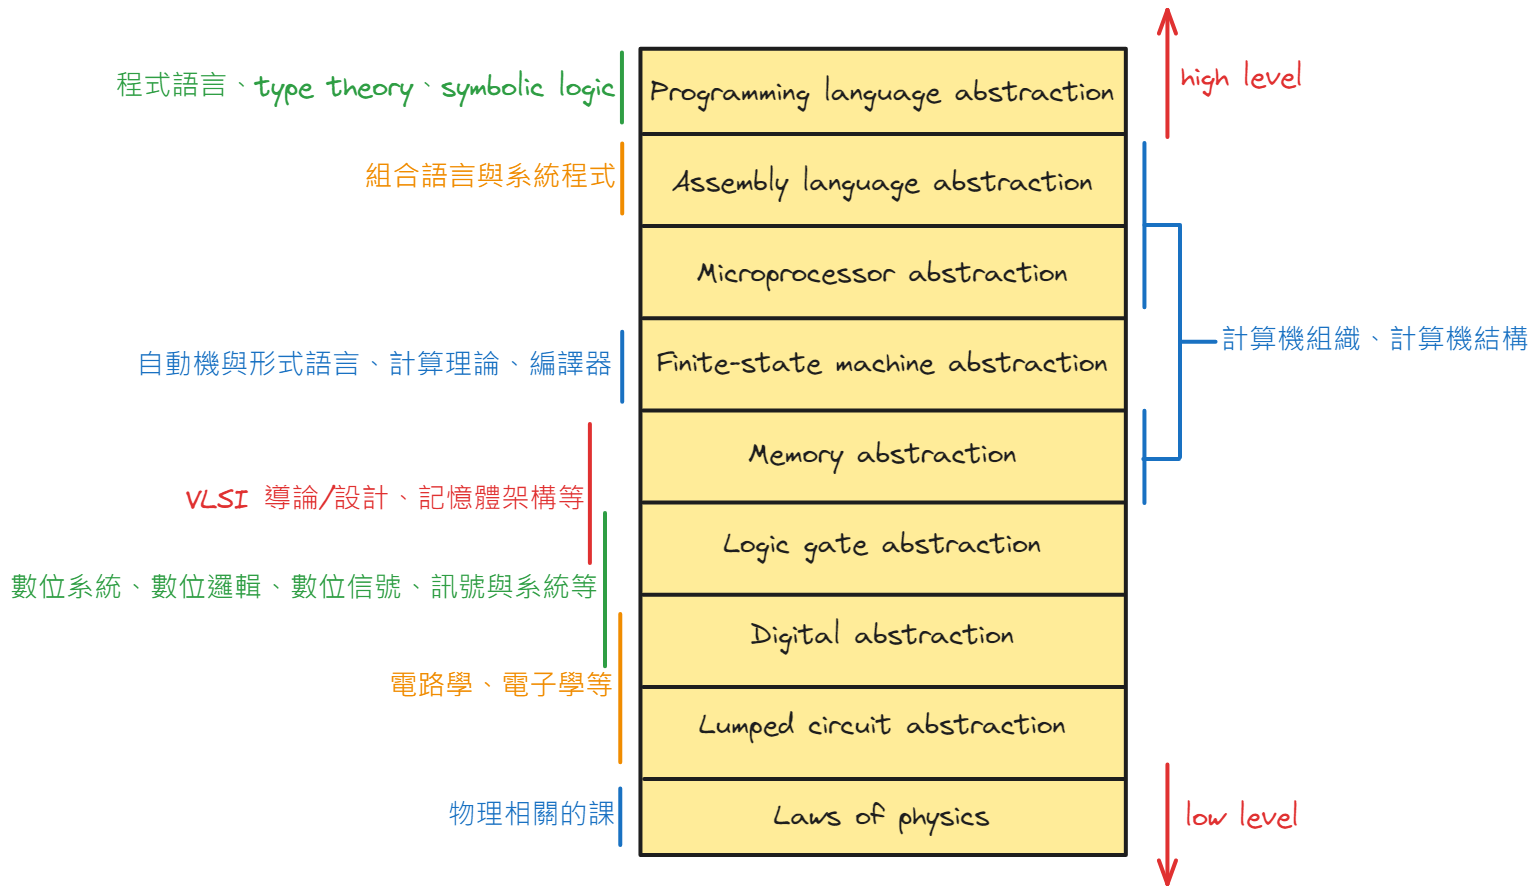 high level
程式語言、type theory、symbolic logic
Programming language abstraction
組合語言與系統程式
Assembly language abstraction
Microprocessor abstraction
計算機組織、計算機結構
自動機與形式語言、計算理論、編譯器
Finite-state machine abstraction
Memory abstraction
VLSI 導論/設計、記憶體架構等
Logic gate abstraction
數位系統、數位邏輯、數位信號、訊號與系統等
Digital abstraction
電路學、電子學等
Lumped circuit abstraction
物理相關的課
Laws of physics
low level